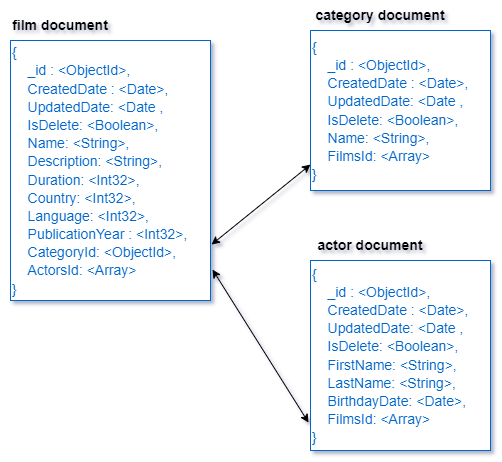 film document
{
_id : <ObjectId>,
CreatedDate : <Date>,
UpdatedDate: <Date ,
IsDelete: <Boolean>,
Name: <String>,
Description: <String>,
Duration: <Int32>,
Country: <Int32>,
Language: <Int32>,
PublicationYear : <Int32>,
CategoryId: <ObjectId>,
ActorsId: <Array>
}
category document
{
_id : <ObjectId>,
CreatedDate : <Date>,
UpdatedDate: <Date ,
IsDelete: <Boolean>,
Name: <String>,
FilmsId: <Array>
}
actor document
{
_id : <ObjectId>,
CreatedDate : <Date>,
UpdatedDate: <Date ,
IsDelete: <Boolean>,
FirstName: <String>,
LastName: <String>,
BirthdayDate: <Date>,
FilmsId: <Array>
}